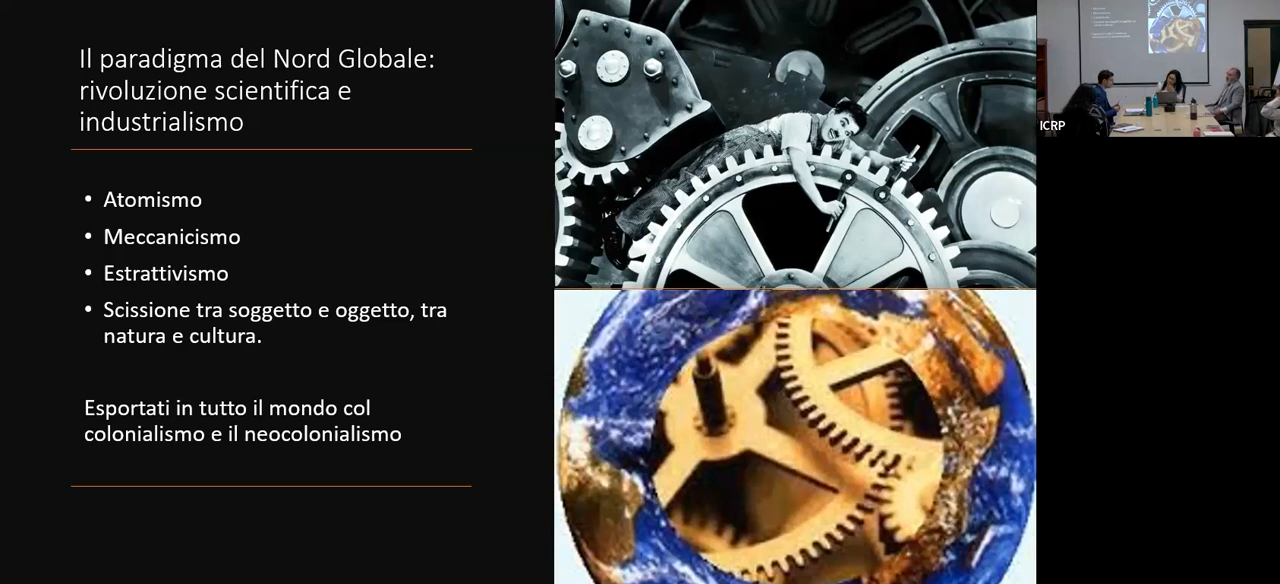 Il paradigma del Nord Globale:
rivoluzione scientifica e
industrialismo
• Atomismo
• Meccanicismo
• Estrattivismo
• Scissione tra soggetto e oggetto, tra
natura e cultura.
Esportati in tutto il mondo col
colonialismo e il neocolonialismo
ICRP